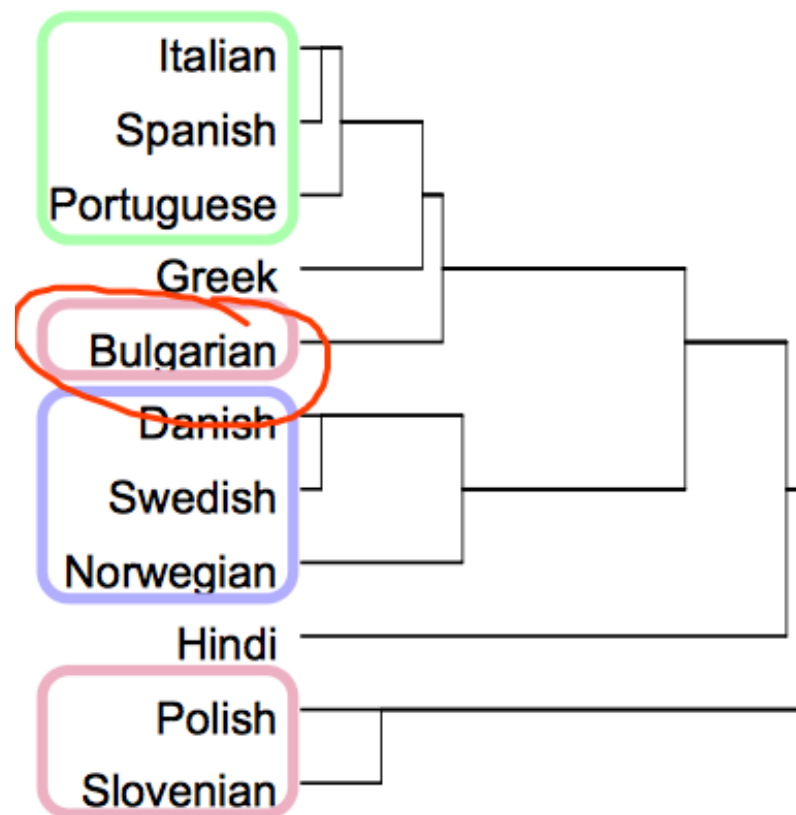 Italian
Spanish
Portuguese
Greek
Bulgarian
Danish
Swedish
Norwegian
Hindi
Polish
Slovenian